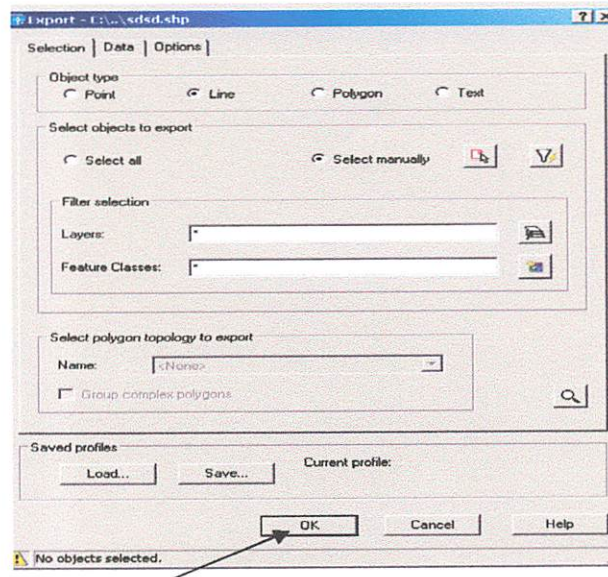 Export - C:\..\sdsd.shp
Selection Data Options
Object type
Point Line Polygon Text
Select objects to export
Select all Select manually
Filter selection
Layers: *
Feature Classes: *
Select polygon topology to export
Name: <None>
Group complex polygons
Saved profiles
Load... Save... Current profile:
OK Cancel Help
No objects selected.